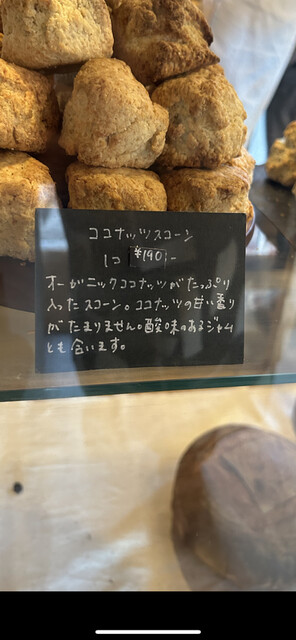 ココナッツスコーン
1コ ¥190-
オーガニックココナッツがたっぷり
入ったスコーン。ココナッツの甘い香り
がたまりません。酸味のあるジャム
とも合います。